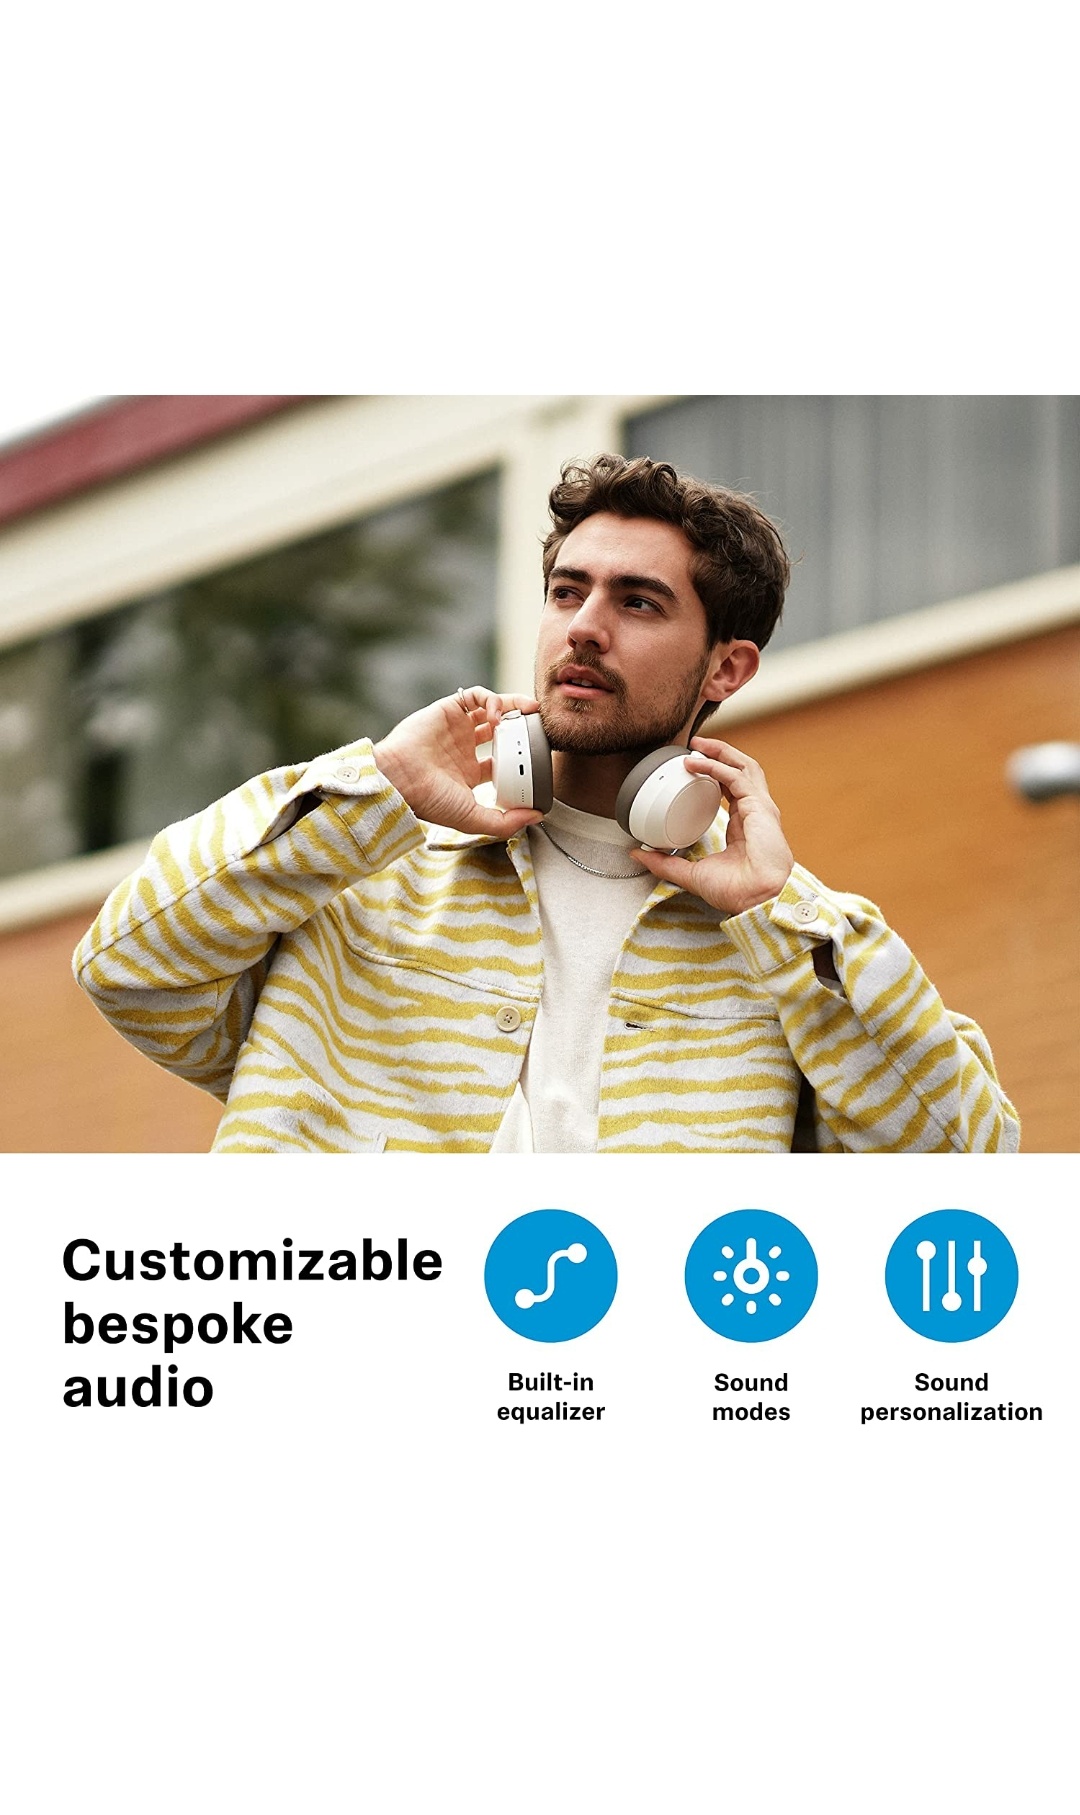 Customizable
bespoke
audio
Built-in
equalizer
Sound
modes
Sound
personalization